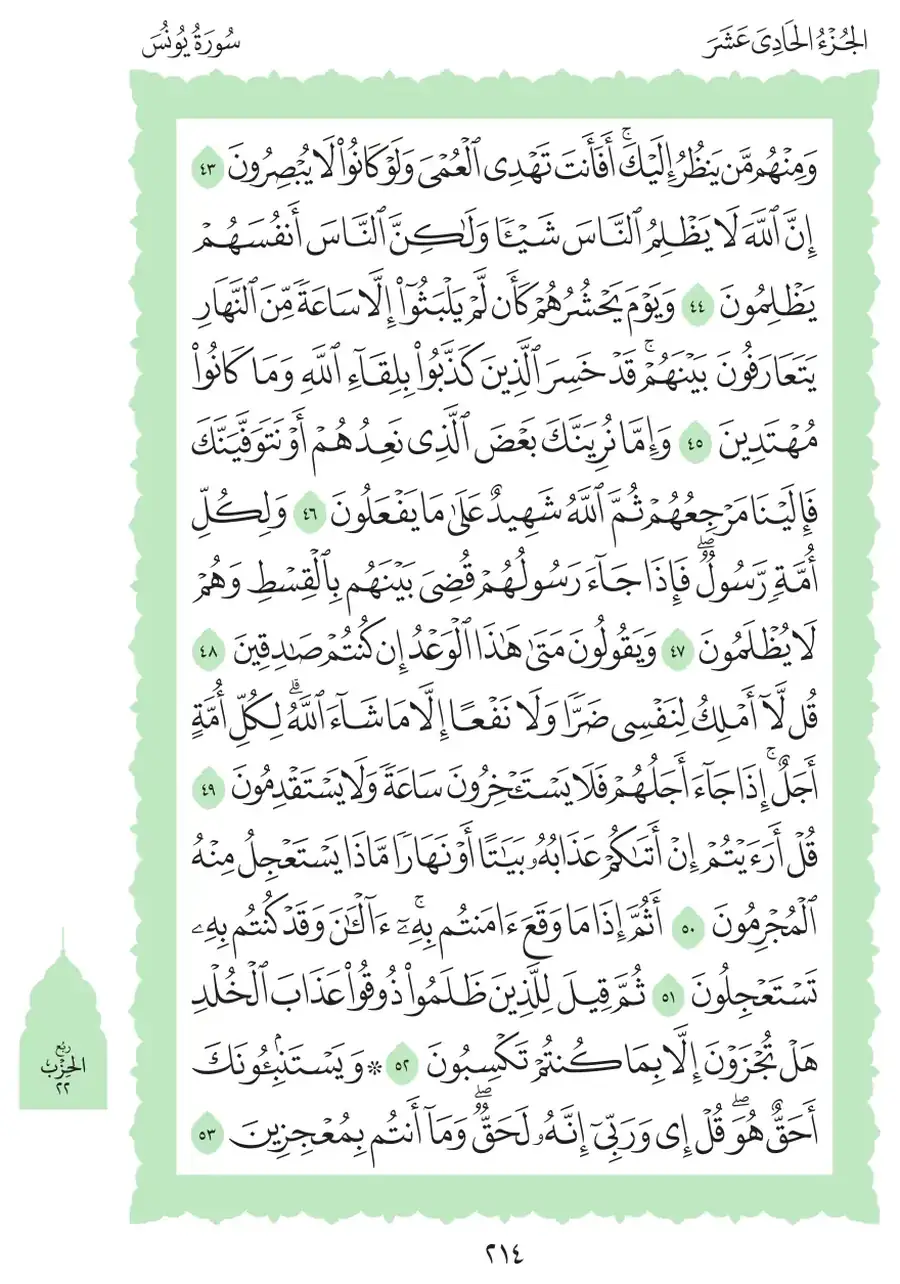 الجُزْءُ الحَادِى عَشَرَ
سُورَةُ يُونُسَ
وَمِنْهُم مَّن يَنظُرُ إِلَيْكَۚ أَفَأَنتَ تَهْدِى ٱلْعُمْىَ وَلَوْ كَانُوا۟ لَا يُبْصِرُونَ ٤٣
إِنَّ ٱللَّهَ لَا يَظْلِمُ ٱلنَّاسَ شَيْـًٔا وَلَٰكِنَّ ٱلنَّاسَ أَنفُسَهُمْ
يَظْلِمُونَ ٤٤ وَيَوْمَ يَحْشُرُهُمْ كَأَن لَّمْ يَلْبَثُوٓا۟ إِلَّا سَاعَةً مِّنَ ٱلنَّهَارِ
يَتَعَارَفُونَ بَيْنَهُمْۚ قَدْ خَسِرَ ٱلَّذِينَ كَذَّبُوا۟ بِلِقَآءِ ٱللَّهِ وَمَا كَانُوا۟
مُهْتَدِينَ ٤٥ وَإِمَّا نُرِيَنَّكَ بَعْضَ ٱلَّذِى نَعِدُهُمْ أَوْ نَتَوَفَّيَنَّكَ
فَإِلَيْنَا مَرْجِعُهُمْ ثُمَّ ٱللَّهُ شَهِيدٌ عَلَىٰ مَا يَفْعَلُونَ ٤٦ وَلِكُلِّ
أُمَّةٍ رَّسُولٌۖ فَإِذَا جَآءَ رَسُولُهُمْ قُضِىَ بَيْنَهُم بِٱلْقِسْطِ وَهُمْ
لَا يُظْلَمُونَ ٤٧ وَيَقُولُونَ مَتَىٰ هَٰذَا ٱلْوَعْدُ إِن كُنتُمْ صَٰدِقِينَ ٤٨
قُل لَّآ أَمْلِكُ لِنَفْسِى ضَرًّا وَلَا نَفْعًا إِلَّا مَا شَآءَ ٱللَّهُۗ لِكُلِّ أُمَّةٍ
أَجَلٌۚ إِذَا جَآءَ أَجَلُهُمْ فَلَا يَسْتَـْٔخِرُونَ سَاعَةً وَلَا يَسْتَقْدِمُونَ ٤٩
قُلْ أَرَءَيْتُمْ إِنْ أَتَىٰكُمْ عَذَابُهُۥ بَيَٰتًا أَوْ نَهَارًا مَّاذَا يَسْتَعْجِلُ مِنْهُ
ٱلْمُجْرِمُونَ ٥٠ أَثُمَّ إِذَا مَا وَقَعَ ءَامَنتُم بِهِۦٓۚ ءَآلْـَٰٔنَ وَقَدْ كُنتُم بِهِۦ
تَسْتَعْجِلُونَ ٥١ ثُمَّ قِيلَ لِلَّذِينَ ظَلَمُوا۟ ذُوقُوا۟ عَذَابَ ٱلْخُلْدِ
هَلْ تُجْزَوْنَ إِلَّا بِمَا كُنتُمْ تَكْسِبُونَ ٥٢ * وَيَسْتَنۢبِـُٔونَكَ
أَحَقٌّ هُوَۖ قُلْ إِى وَرَبِّىٓ إِنَّهُۥ لَحَقٌّۖ وَمَآ أَنتُم بِمُعْجِزِينَ ٥٣
ربع
الحِزْب
٢٢
٢١٤